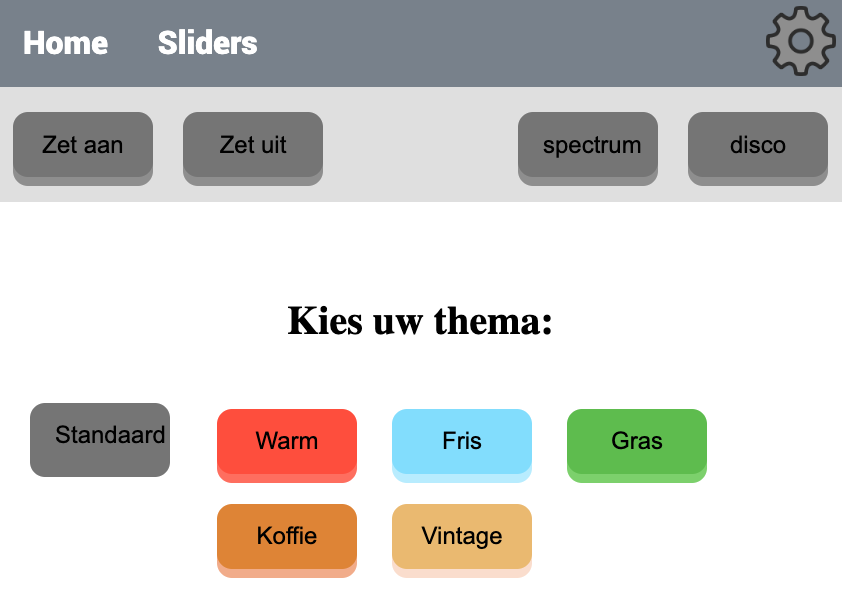 Home Sliders
Zet aan Zet uit spectrum disco
Kies uw thema:
Standaard Warm Fris Gras
Koffie Vintage